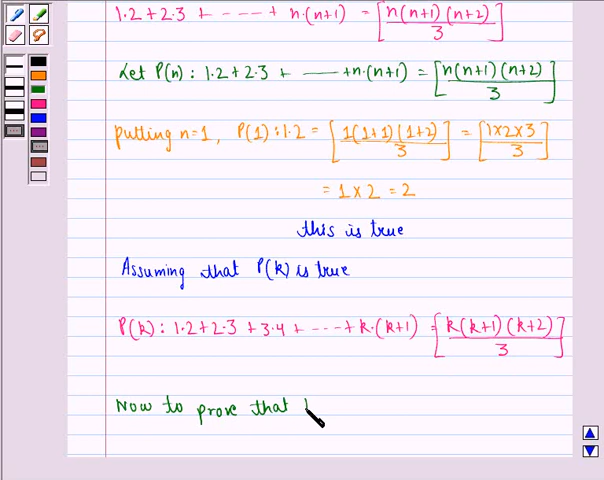 1·2 + 2·3 + ----- + n·(n+1) = [n(n+1)(n+2)/3]
Let P(n) : 1·2 + 2·3 + ----- + n·(n+1) = [n(n+1)(n+2)/3]
putting n=1, P(1) : 1·2 = [1(1+1)(1+2)/3] = [1×2×3/3]
= 1 × 2 = 2
this is true
Assuming that P(k) is true
P(k) : 1·2 + 2·3 + 3·4 + ----- + k·(k+1) = [k(k+1)(k+2)/3]
Now to prove that